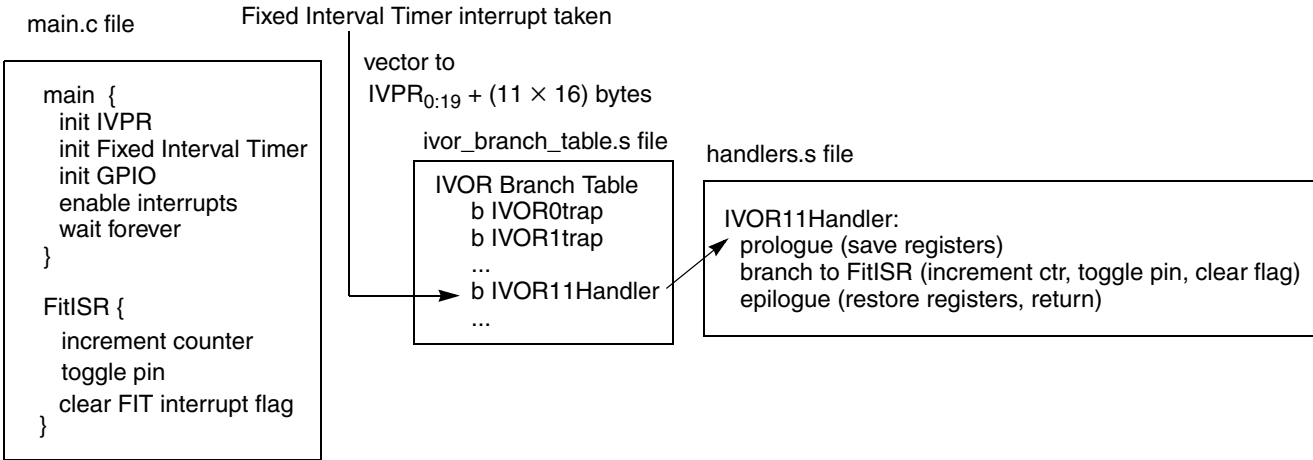 main.c file
main {
init IVPR
init Fixed Interval Timer
init GPIO
enable interrupts
wait forever
}
FitISR {
increment counter
toggle pin
clear FIT interrupt flag
}
Fixed Interval Timer interrupt taken
vector to
IVPR0:19 + (11 × 16) bytes
ivor_branch_table.s file
IVOR Branch Table
b IVOR0trap
b IVOR1trap
...
b IVOR11Handler
...
handlers.s file
IVOR11Handler:
prologue (save registers)
branch to FitISR (increment ctr, toggle pin, clear flag)
epilogue (restore registers, return)